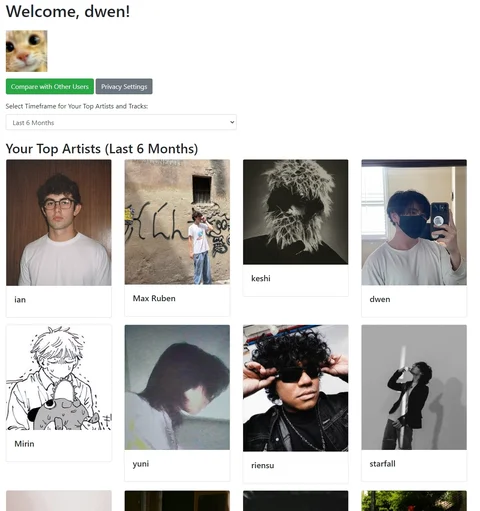 Welcome, dwen!
Compare with Other Users
Privacy Settings
Select Timeframe for Your Top Artists and Tracks:
Last 6 Months
Your Top Artists (Last 6 Months)
ian
Max Ruben
keshi
dwen
Mirin
yuni
riensu
starfall